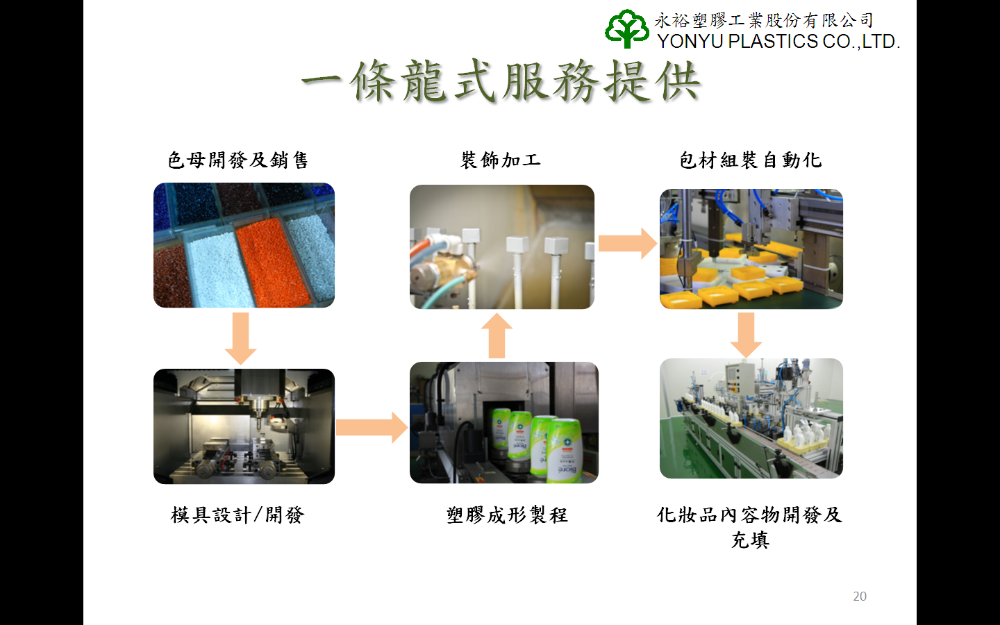 永裕塑膠工業股份有限公司
YONYU PLASTICS CO.,LTD.
一條龍式服務提供
色母開發及銷售
裝飾加工
包材組裝自動化
Bioré
Bioré
模具設計/開發
塑膠成形製程
化妝品內容物開發及
充填
20